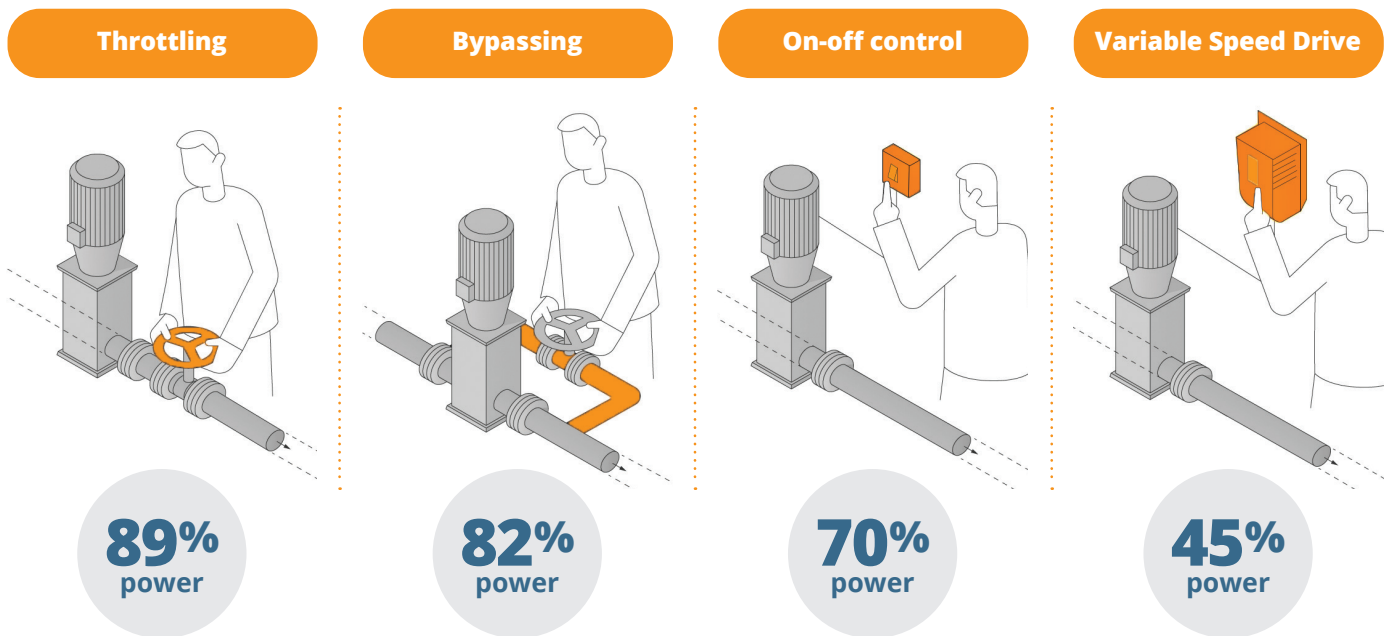 Throttling
Bypassing
On-off control
Variable Speed Drive
89%
power
82%
power
70%
power
45%
power